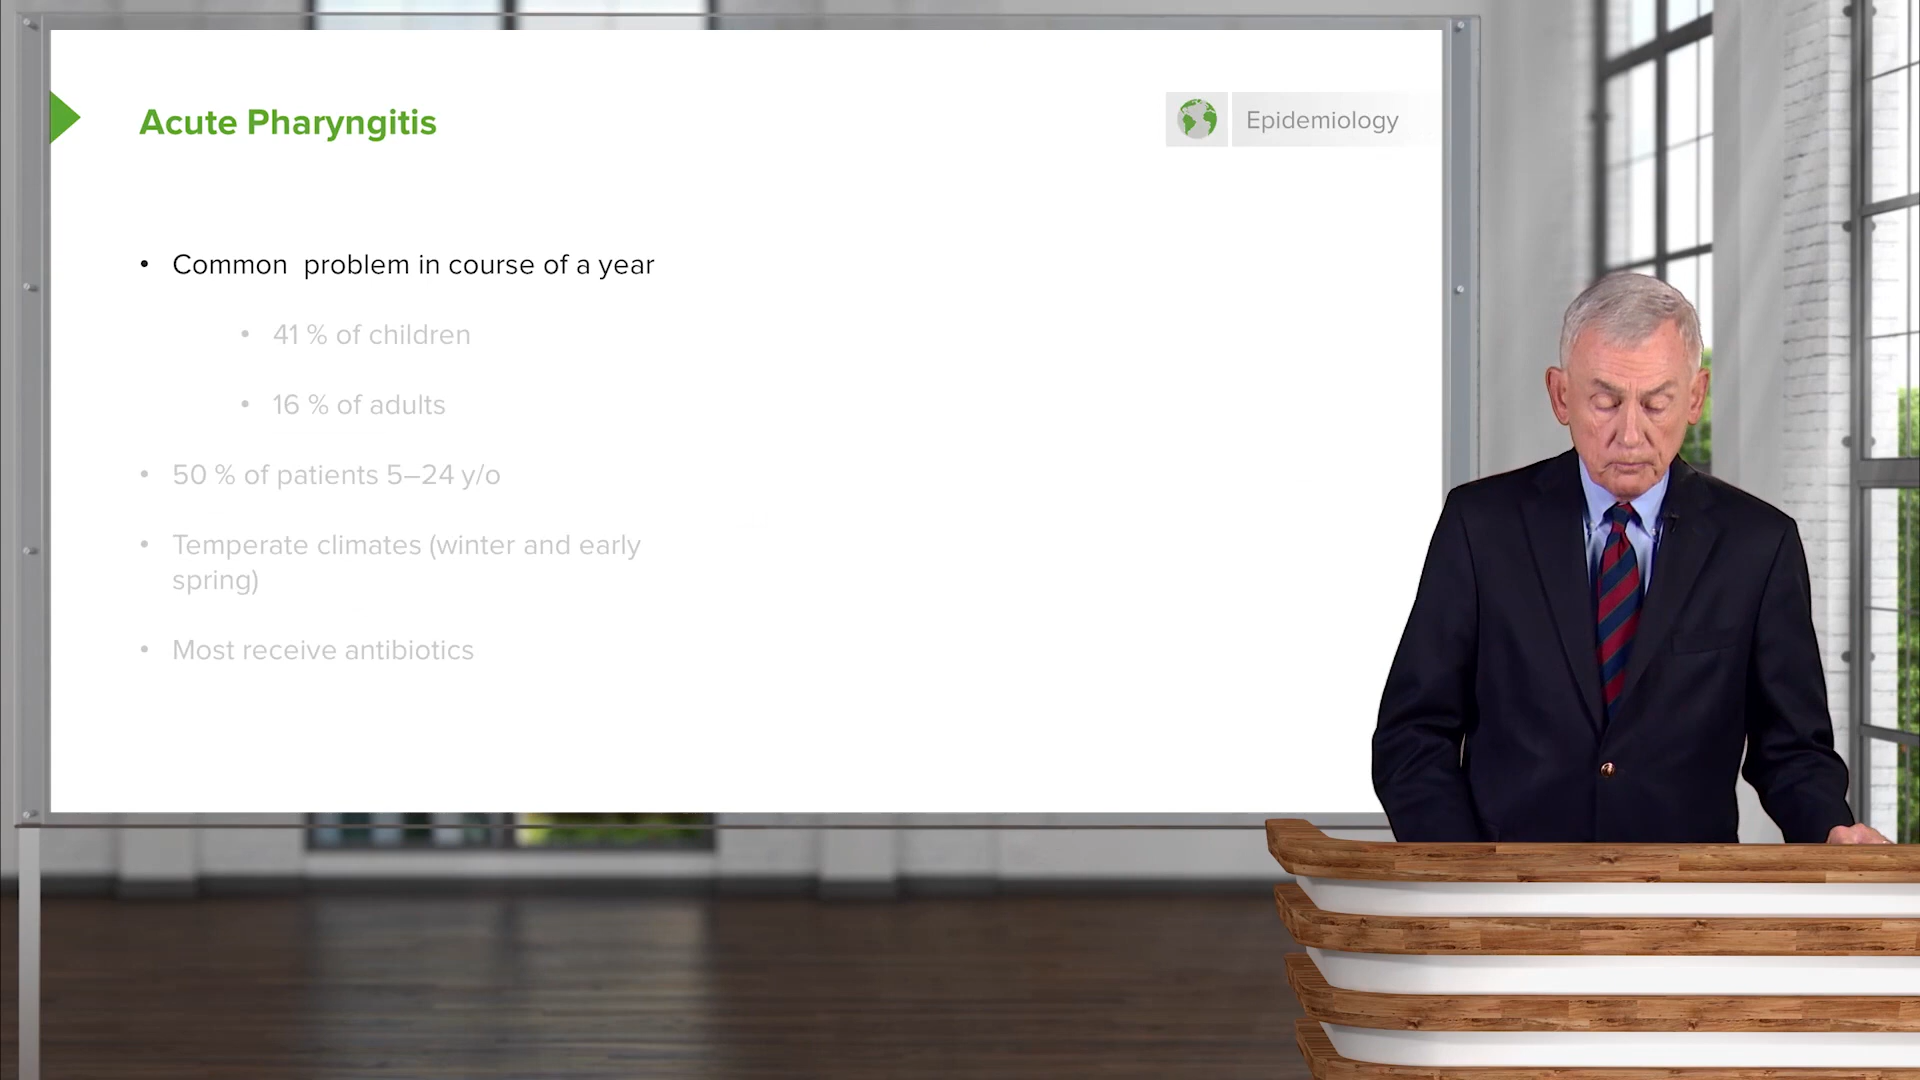 Acute Pharyngitis
Epidemiology
• Common  problem in course of a year
• 41 % of children
• 16 % of adults
• 50 % of patients 5–24 y/o
• Temperate climates (winter and early
spring)
• Most receive antibiotics